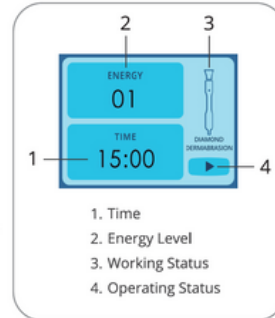 2
3
ENERGY
01
TIME
1
15:00
DIAMOND
DERMABRASION
4
1. Time
2. Energy Level
3. Working Status
4. Operating Status